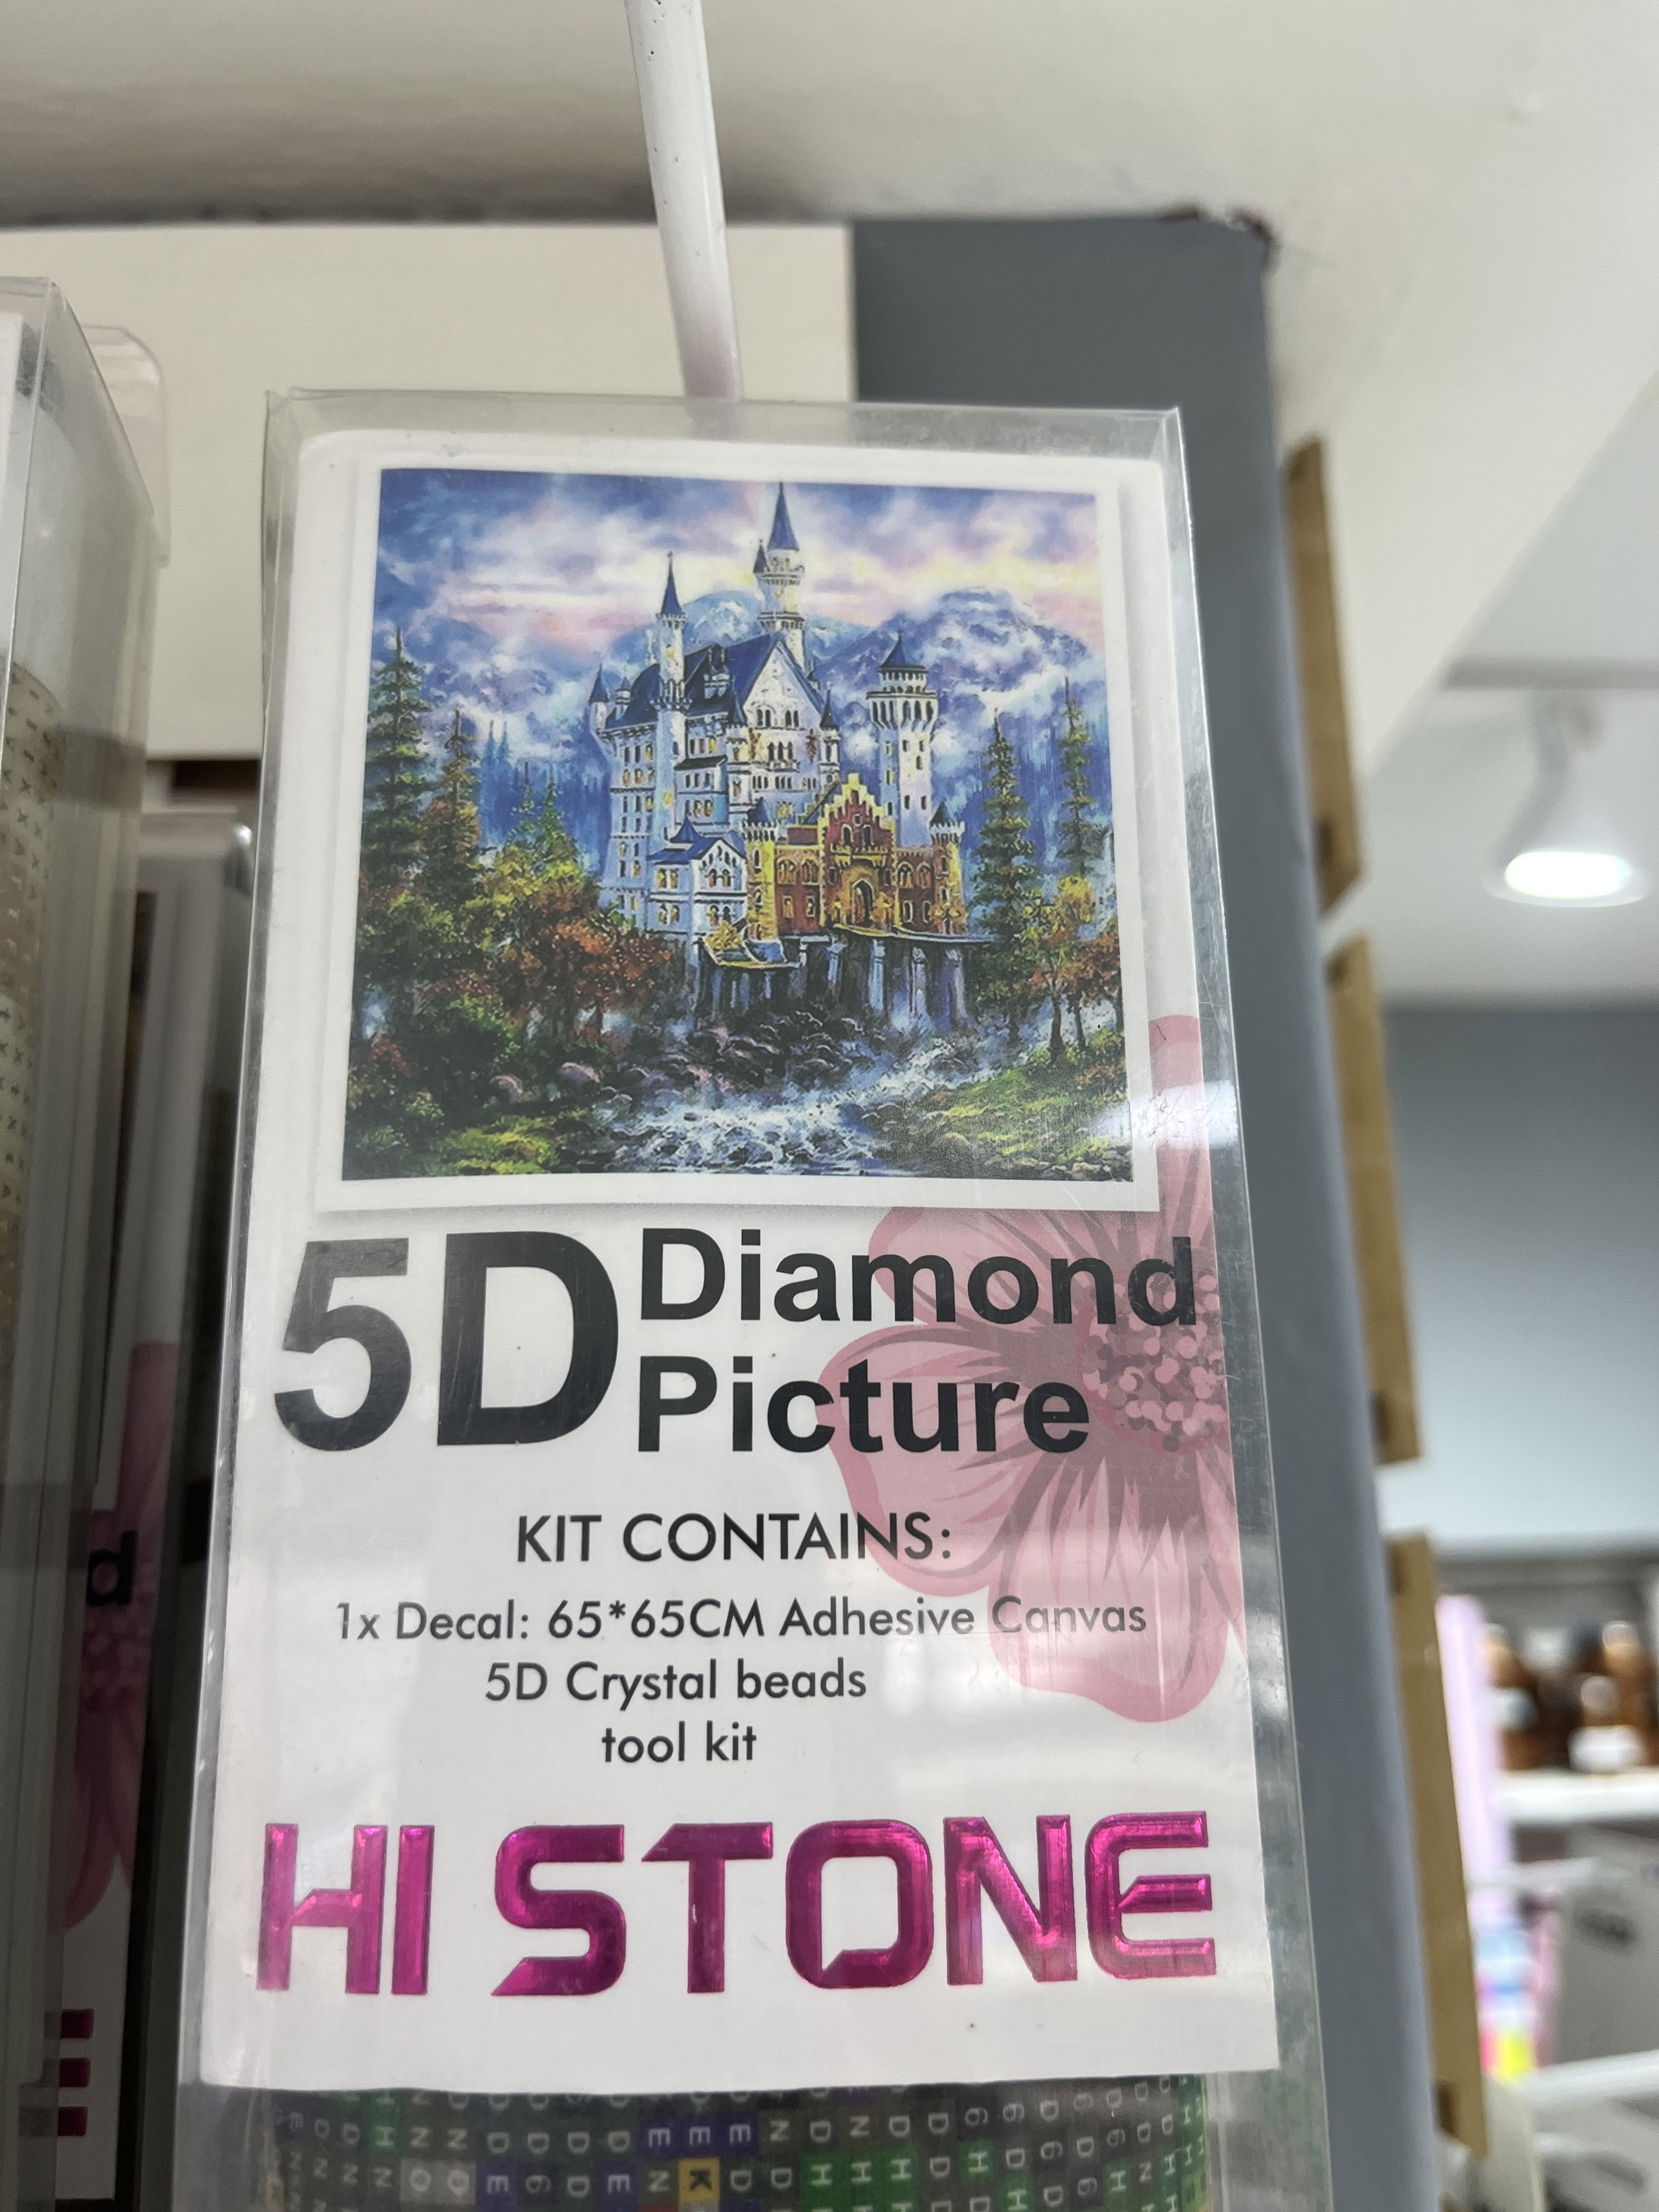 5D Diamond
Picture
KIT CONTAINS:
1x Decal: 65*65CM Adhesive Canvas
5D Crystal beads
tool kit
HI STONE
d